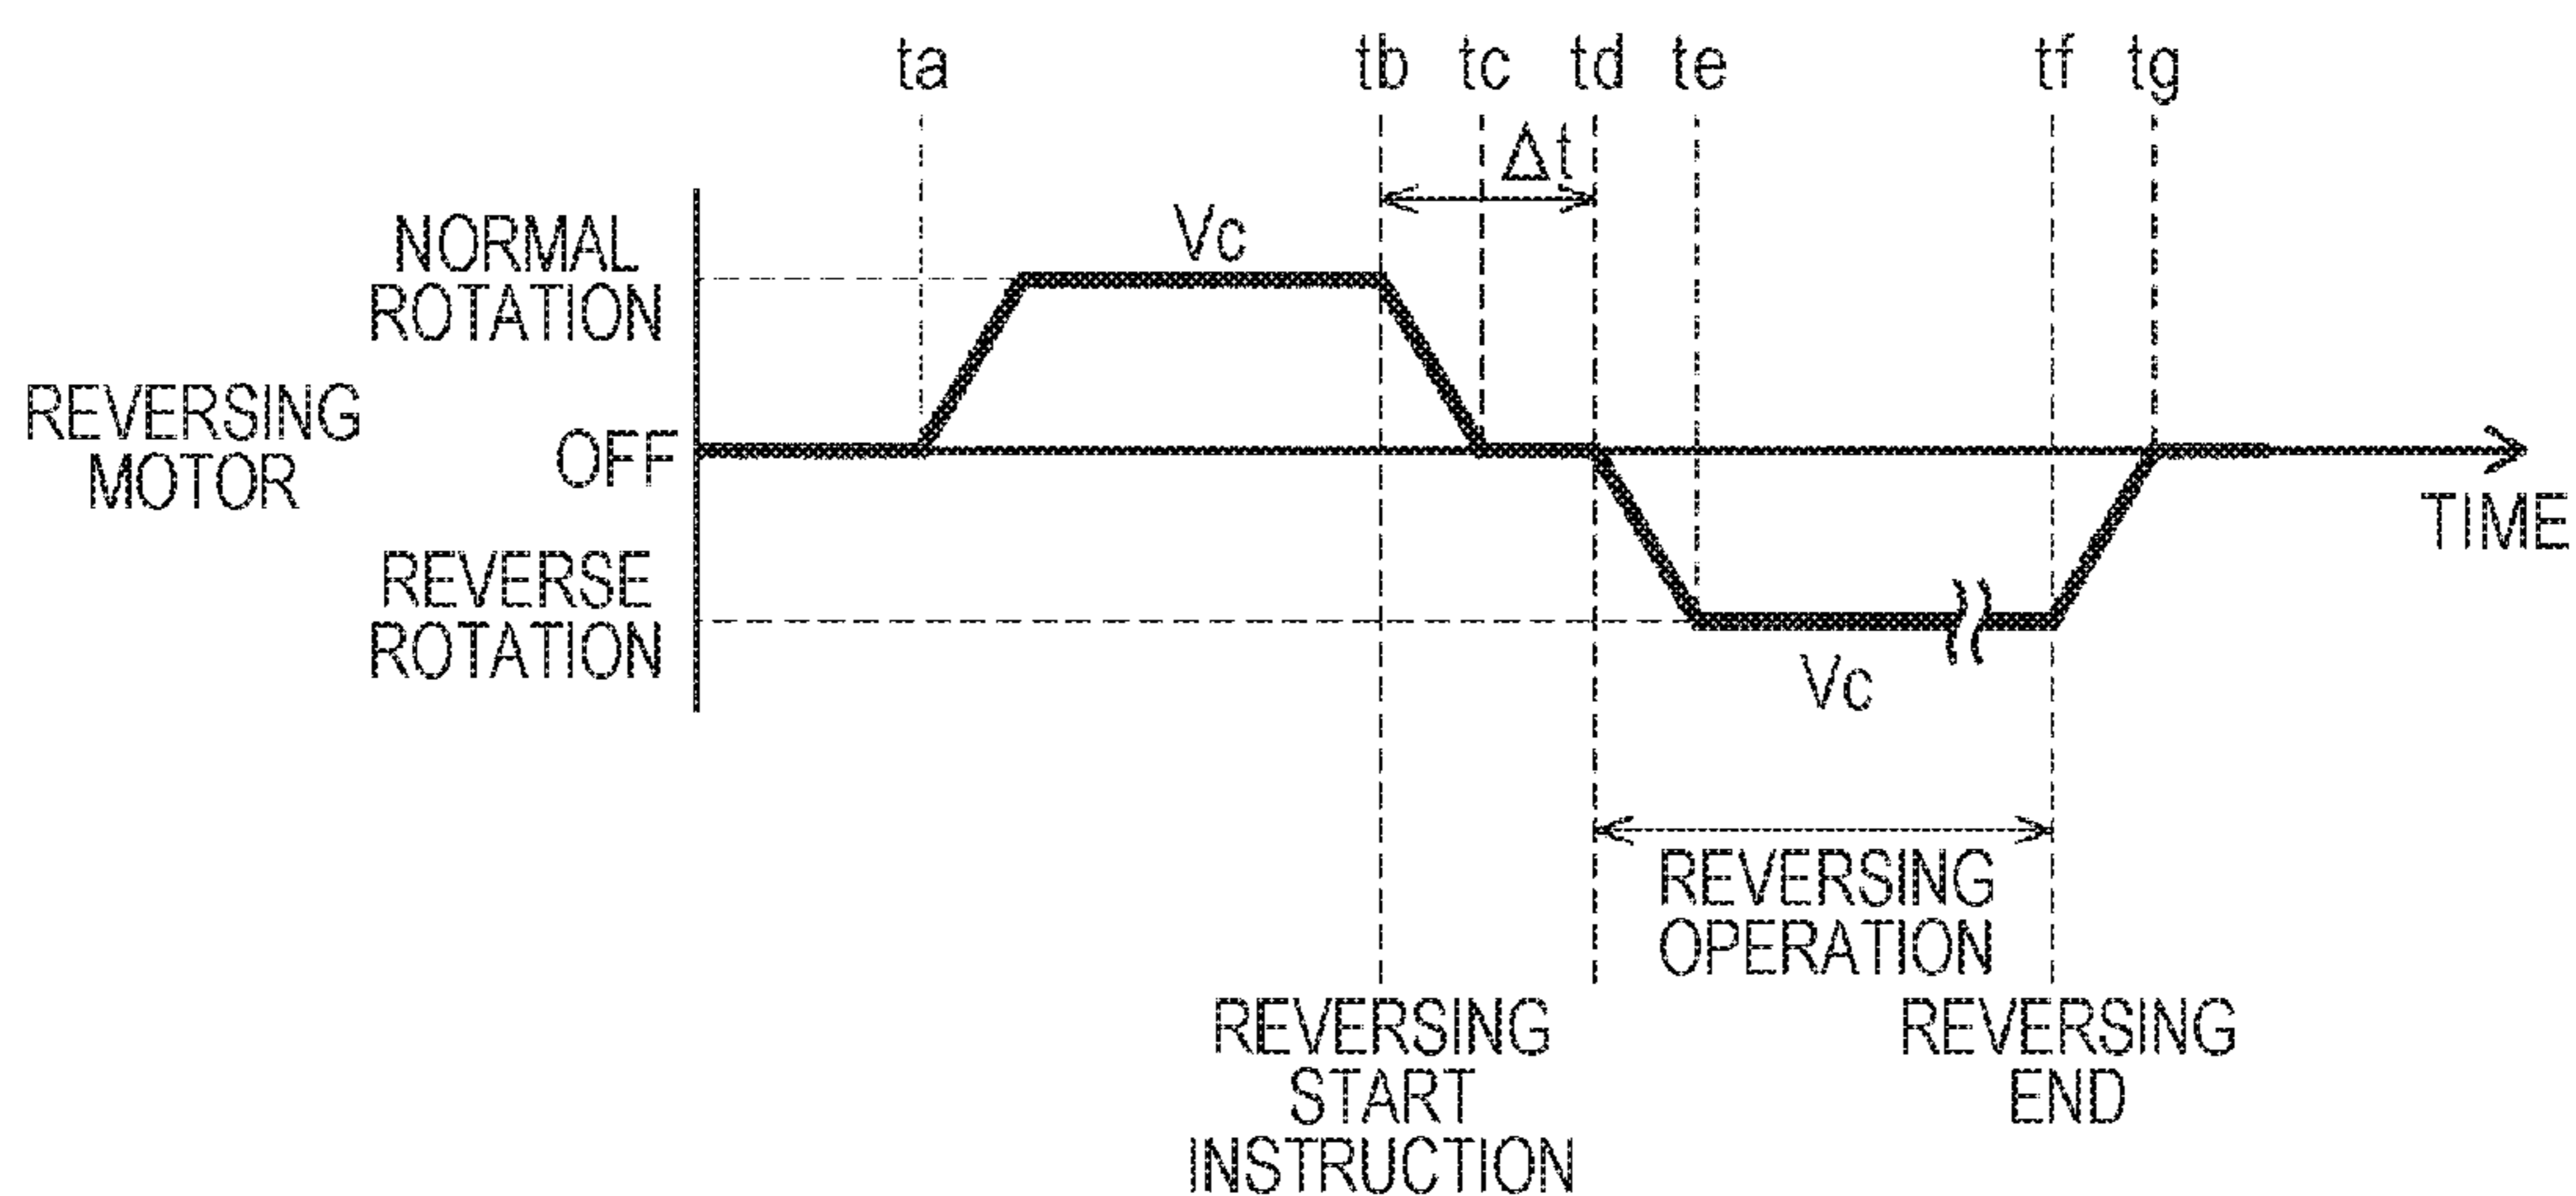 ta tb tc td te tf tg
Δt
Vc
NORMAL
ROTATION
REVERSING
MOTOR
OFF
TIME
REVERSE
ROTATION
Vc
REVERSING
OPERATION
REVERSING
START
INSTRUCTION
REVERSING
END